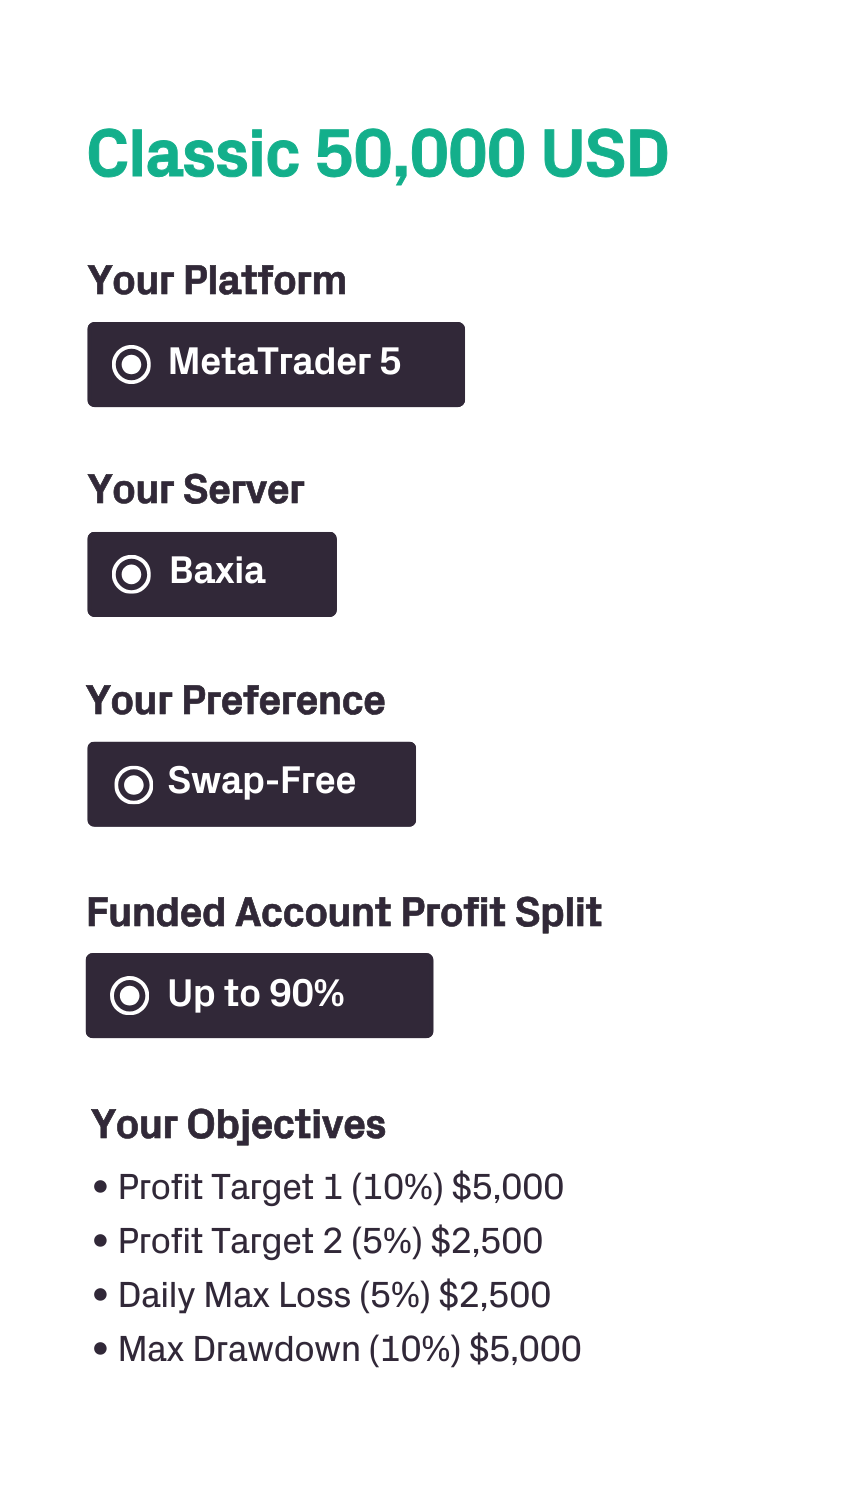 Classic 50,000 USD
Your Platform
MetaTrader 5
Your Server
Baxia
Your Preference
Swap-Free
Funded Account Profit Split
Up to 90%
Your Objectives
• Profit Target 1 (10%) $5,000
• Profit Target 2 (5%) $2,500
• Daily Max Loss (5%) $2,500
• Max Drawdown (10%) $5,000